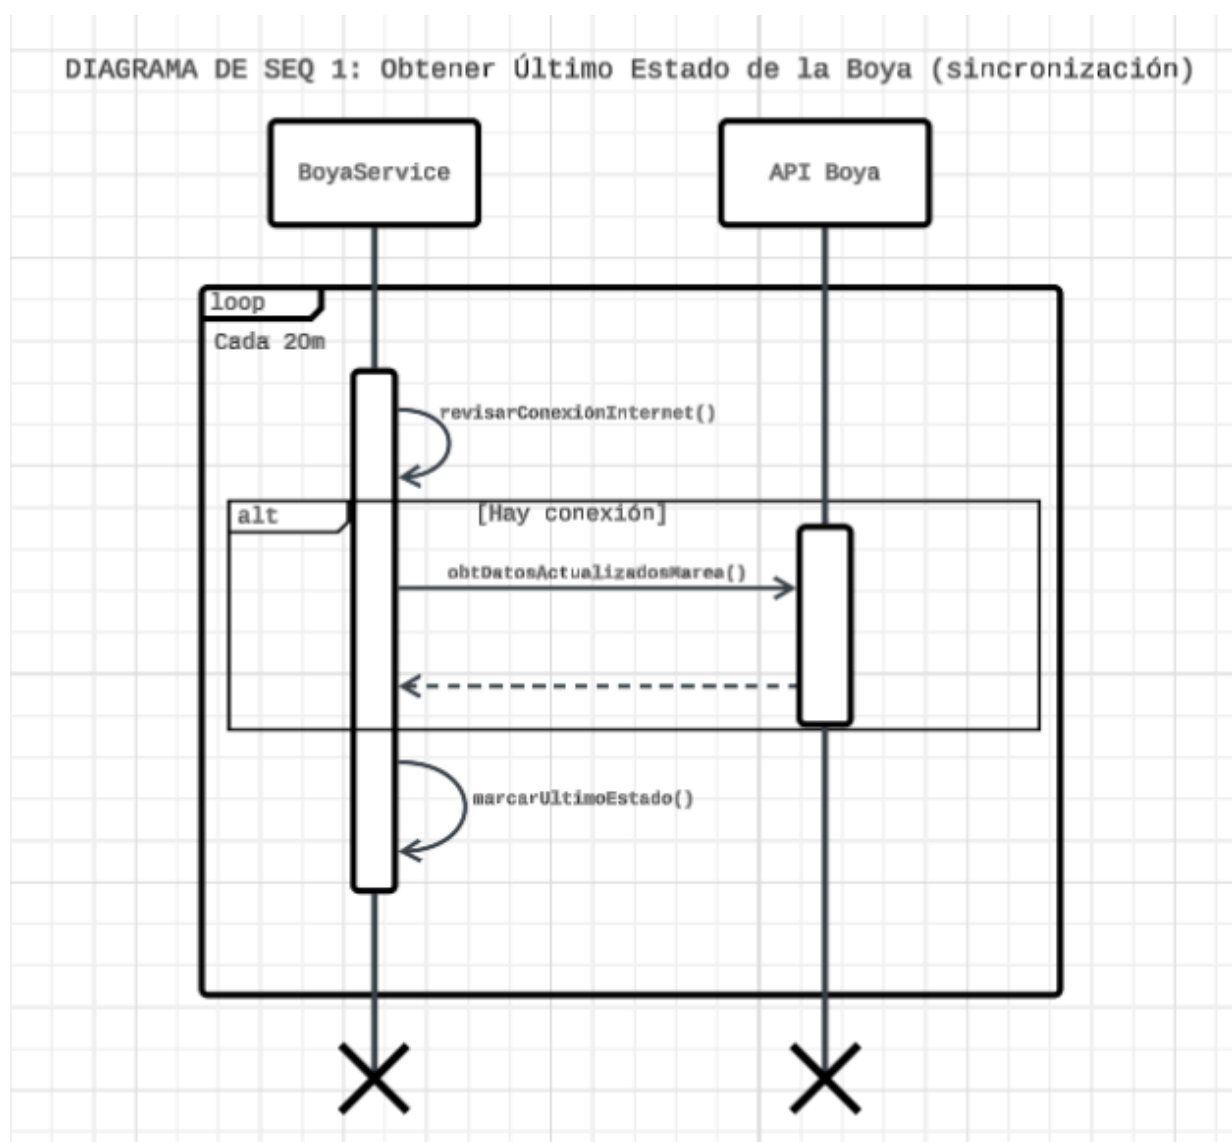 DIAGRAMA DE SEQ 1: Obtener Último Estado de la Boya (sincronización)
BoyaService
API Boya
loop
Cada 20m
revisarConexiónInternet()
alt
[Hay conexión]
obtDatosActualizadosMarea()
marcarUltimoEstado()